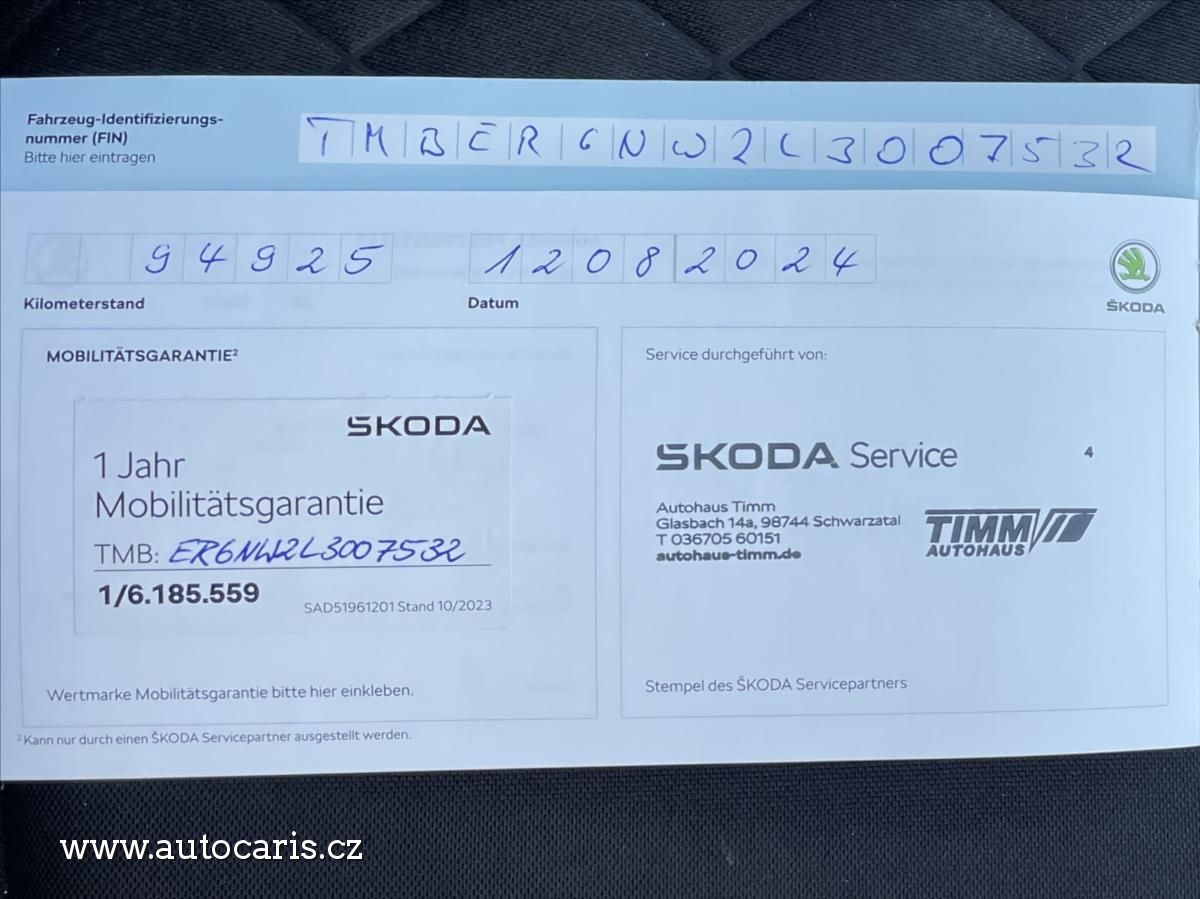 Fahrzeug-Identifizierungs-
nummer (FIN)
Bitte hier eintragen
TMBER6NW2L3007532
94925
12082024
Kilometerstand
Datum
ŠKODA
MOBILITÄTSGARANTIE²
ŠKODA
1 Jahr
Mobilitätsgarantie
TMB: ER6NW2L3007532
1/6.185.559
SAD51961201 Stand 10/2023
Wertmarke Mobilitätsgarantie bitte hier einkleben.
Service durchgeführt von:
ŠKODA Service
4
Autohaus Timm
Glasbach 14a, 98744 Schwarzatal
T 036705 60151
autohaus-timm.de
TIMM
AUTOHAUS
Stempel des ŠKODA Servicepartners
² Kann nur durch einen ŠKODA Servicepartner ausgestellt werden.
www.autocaris.cz